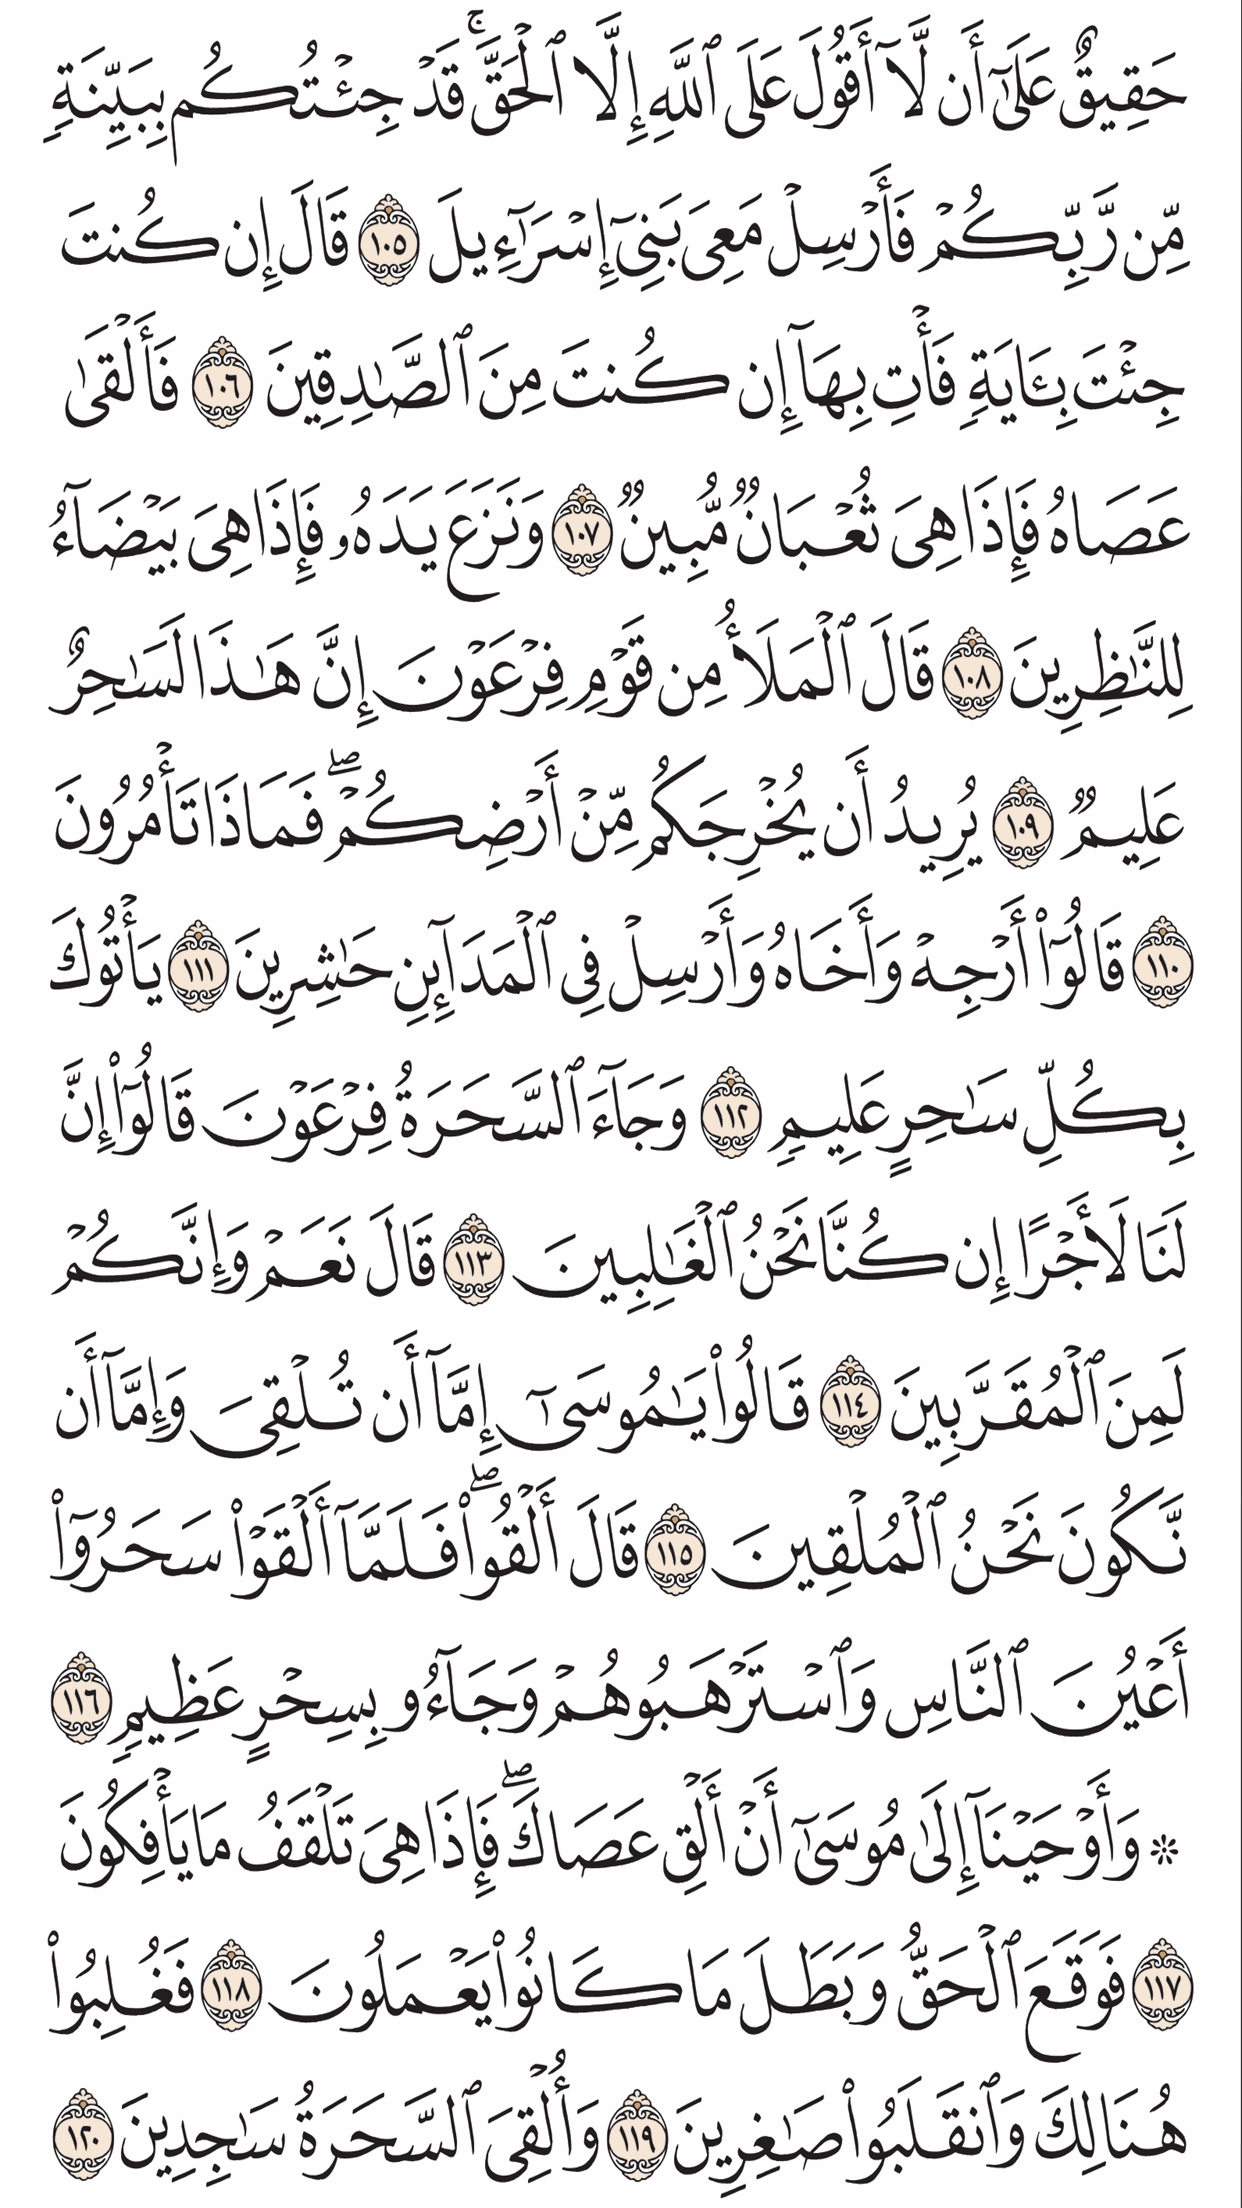 حَقِيقٌ عَلَىٰٓ أَن لَّآ أَقُولَ عَلَى ٱللَّهِ إِلَّا ٱلْحَقَّۚ قَدْ جِئْتُكُم بِبَيِّنَةٍ
مِّن رَّبِّكُمْ فَأَرْسِلْ مَعِىَ بَنِىٓ إِسْرَٰٓءِيلَ ١٠٥ قَالَ إِن كُنتَ
جِئْتَ بِـَٔايَةٍ فَأْتِ بِهَآ إِن كُنتَ مِنَ ٱلصَّٰدِقِينَ ١٠٦ فَأَلْقَىٰ
عَصَاهُ فَإِذَا هِىَ ثُعْبَانٌ مُّبِينٌ ١٠٧ وَنَزَعَ يَدَهُۥ فَإِذَا هِىَ بَيْضَآءُ
لِلنَّٰظِرِينَ ١٠٨ قَالَ ٱلْمَلَأُ مِن قَوْمِ فِرْعَوْنَ إِنَّ هَٰذَا لَسَٰحِرٌ
عَلِيمٌ ١٠٩ يُرِيدُ أَن يُخْرِجَكُم مِّنْ أَرْضِكُمْۖ فَمَاذَا تَأْمُرُونَ
١١٠ قَالُوٓا۟ أَرْجِهْ وَأَخَاهُ وَأَرْسِلْ فِى ٱلْمَدَآئِنِ حَٰشِرِينَ ١١١ يَأْتُوكَ
بِكُلِّ سَٰحِرٍ عَلِيمٍ ١١٢ وَجَآءَ ٱلسَّحَرَةُ فِرْعَوْنَ قَالُوٓا۟ إِنَّ
لَنَا لَأَجْرًا إِن كُنَّا نَحْنُ ٱلْغَٰلِبِينَ ١١٣ قَالَ نَعَمْ وَإِنَّكُمْ
لَمِنَ ٱلْمُقَرَّبِينَ ١١٤ قَالُوا۟ يَٰمُوسَىٰٓ إِمَّآ أَن تُلْقِىَ وَإِمَّآ أَن
نَّكُونَ نَحْنُ ٱلْمُلْقِينَ ١١٥ قَالَ أَلْقُوا۟ۖ فَلَمَّآ أَلْقَوْا۟ سَحَرُوٓا۟
أَعْيُنَ ٱلنَّاسِ وَٱسْتَرْهَبُوهُمْ وَجَآءُو بِسِحْرٍ عَظِيمٍ ١١٦
۞ وَأَوْحَيْنَآ إِلَىٰ مُوسَىٰٓ أَنْ أَلْقِ عَصَاكَۖ فَإِذَا هِىَ تَلْقَفُ مَا يَأْفِكُونَ
١١٧ فَوَقَعَ ٱلْحَقُّ وَبَطَلَ مَا كَانُوا۟ يَعْمَلُونَ ١١٨ فَغُلِبُوا۟
هُنَالِكَ وَٱنقَلَبُوا۟ صَٰغِرِينَ ١١٩ وَأُلْقِىَ ٱلسَّحَرَةُ سَٰجِدِينَ ١٢٠